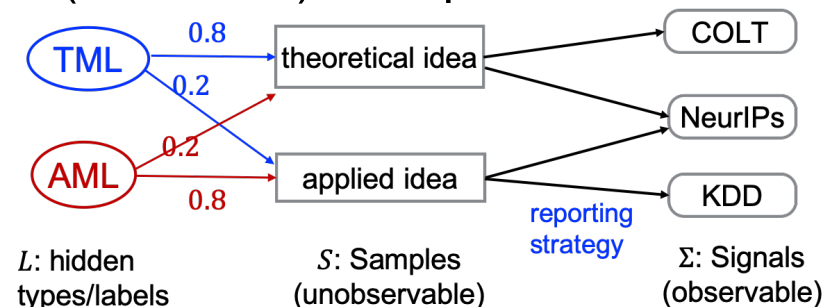 0.8
TML
theoretical idea
COLT
0.2
NeurIPs
0.2
AML
applied idea
KDD
0.8
reporting
strategy
L: hidden
types/labels
S: Samples
(unobservable)
Σ: Signals
(observable)